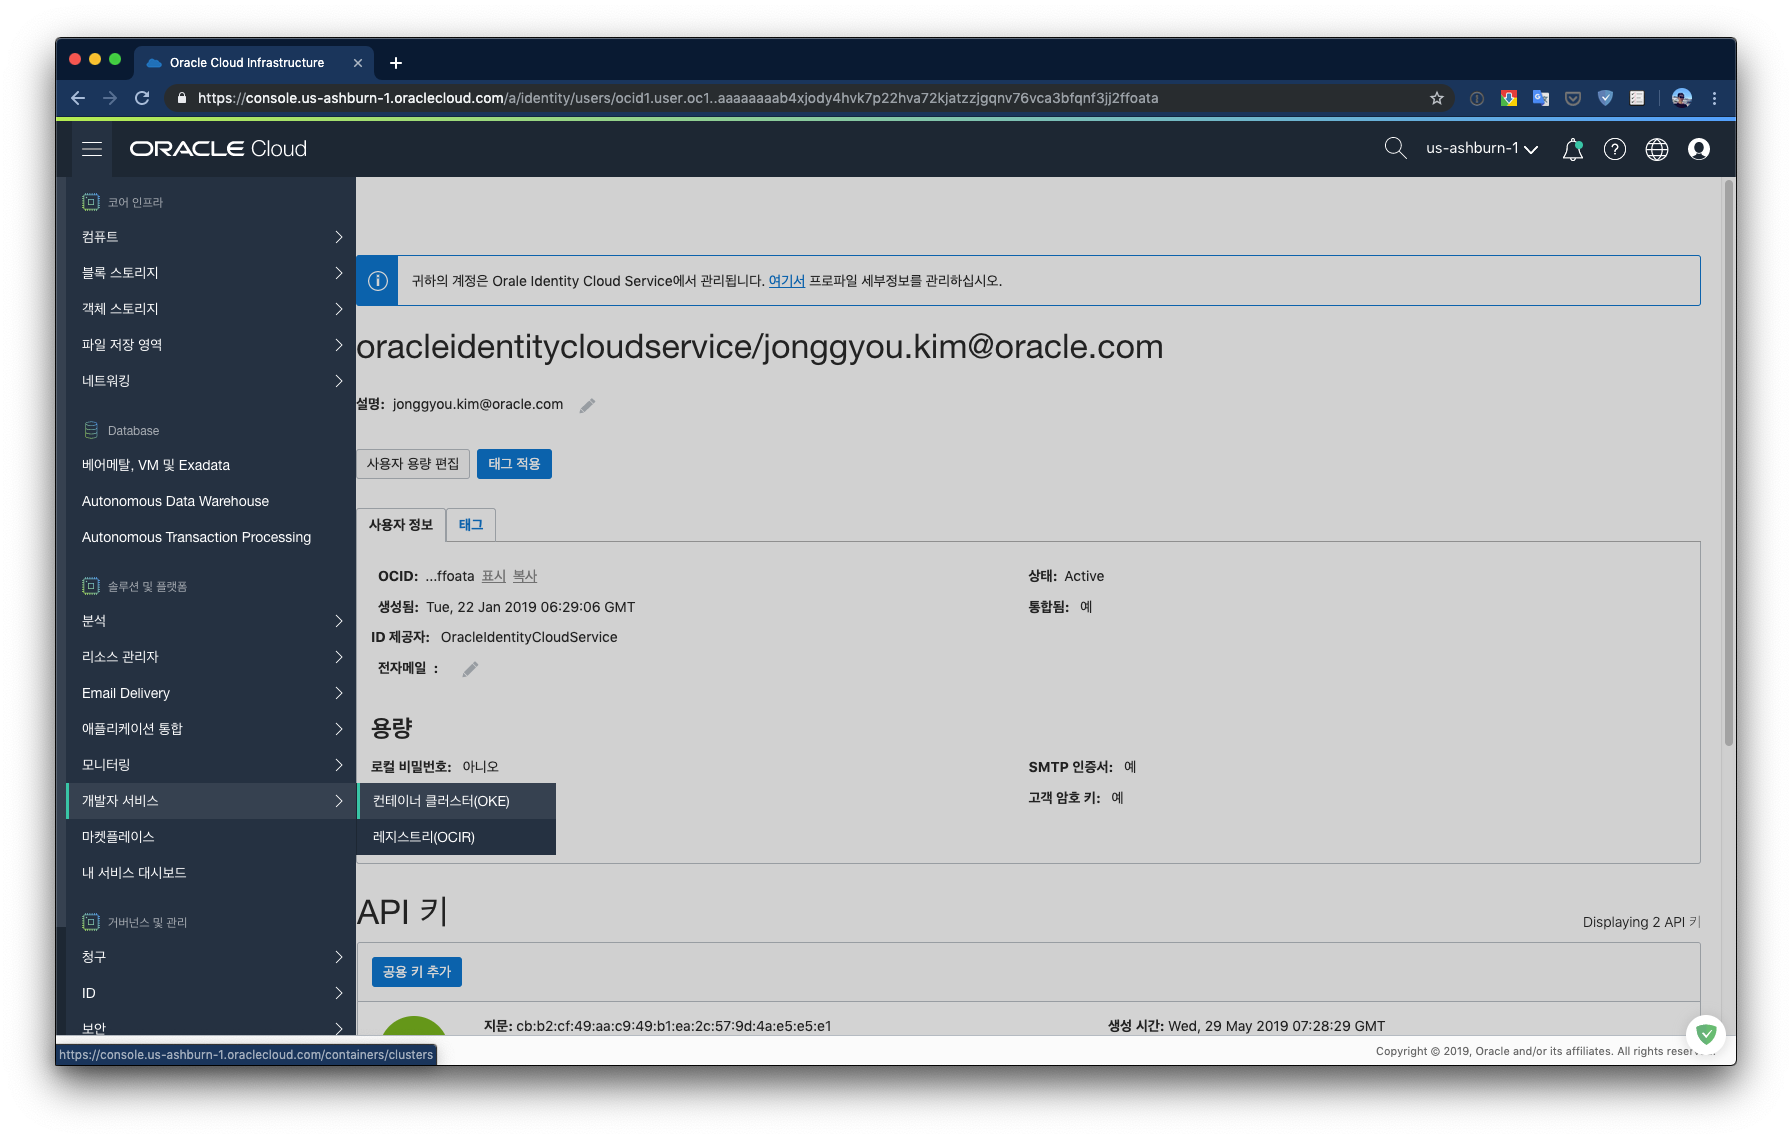 Oracle Cloud Infrastructure
https://console.us-ashburn-1.oraclecloud.com/a/identity/users/ocid1.user.oc1..aaaaaaaab4xjody4hvk7p22hva72kjatzzjgqnv76vca3bfqnf3jj2ffoata
ORACLE Cloud
us-ashburn-1
코어 인프라
컴퓨트
블록 스토리지
객체 스토리지
파일 저장 영역
네트워킹
Database
베어메탈, VM 및 Exadata
Autonomous Data Warehouse
Autonomous Transaction Processing
솔루션 및 플랫폼
분석
리소스 관리자
Email Delivery
애플리케이션 통합
모니터링
개발자 서비스
마켓플레이스
내 서비스 대시보드
거버넌스 및 관리
청구
ID
보안
컨테이너 클러스터(OKE)
레지스트리(OCIR)
귀하의 계정은 Orale Identity Cloud Service에서 관리됩니다. 여기서 프로파일 세부정보를 관리하십시오.
oracleidentitycloudservice/jonggyou.kim@oracle.com
설명: jonggyou.kim@oracle.com
사용자 용량 편집 태그 적용
사용자 정보 태그
OCID: ...ffoata 표시 복사
상태: Active
생성됨: Tue, 22 Jan 2019 06:29:06 GMT
통합됨: 예
ID 제공자: OracleIdentityCloudService
전자메일 :
용량
로컬 비밀번호: 아니오
SMTP 인증서: 예
고객 암호 키: 예
API 키
Displaying 2 API 키
공용 키 추가
지문: cb:b2:cf:49:aa:c9:49:b1:ea:2c:57:9d:4a:e5:e5:e1
생성 시간: Wed, 29 May 2019 07:28:29 GMT
https://console.us-ashburn-1.oraclecloud.com/containers/clusters
Copyright © 2019, Oracle and/or its affiliates. All rights